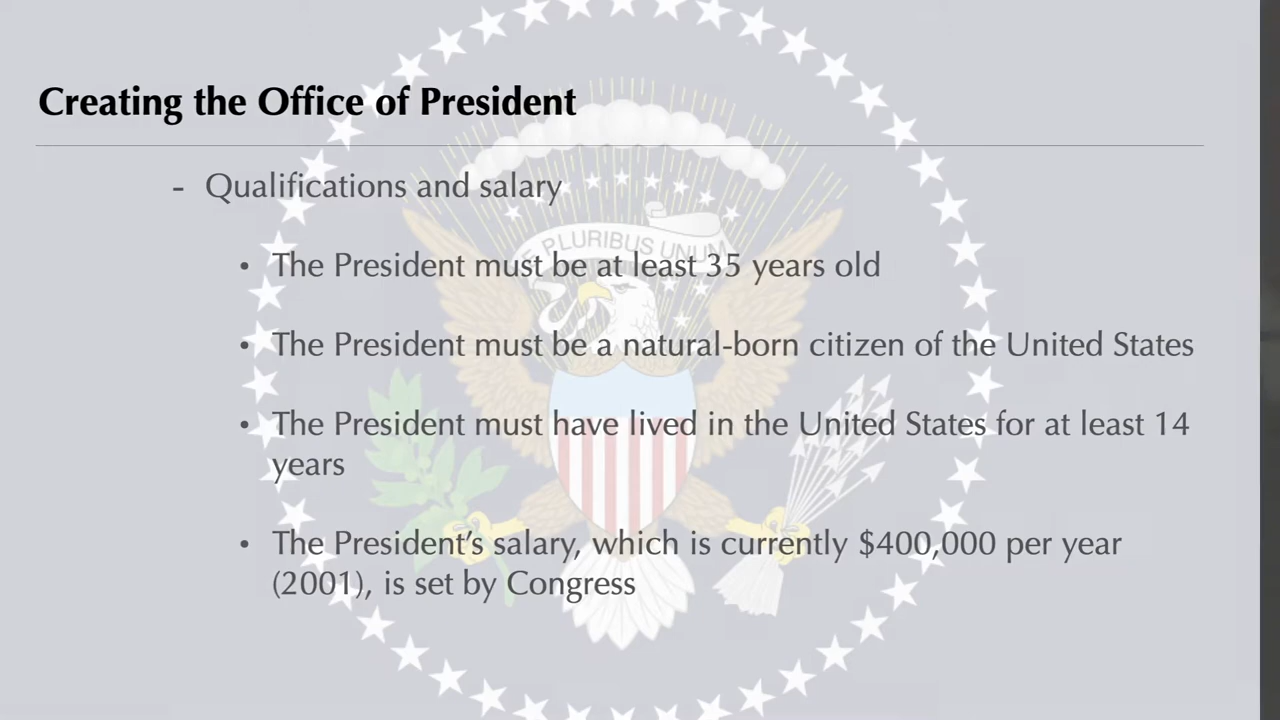 Creating the Office of President
- Qualifications and salary
E PLURIBUS UNUM
• The President must be at least 35 years old
• The President must be a natural-born citizen of the United States
• The President must have lived in the United States for at least 14
years
• The President’s salary, which is currently $400,000 per year
(2001), is set by Congress